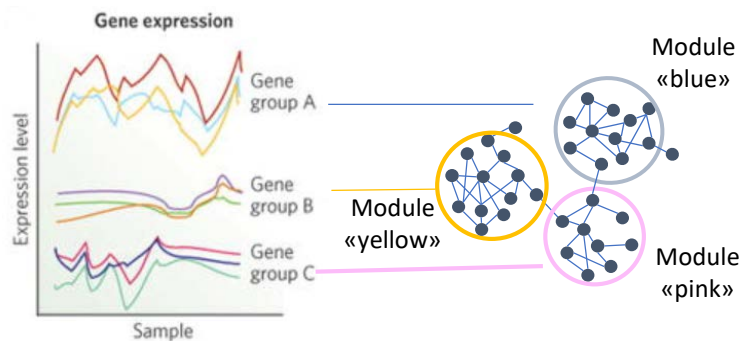 Gene expression
Expression level
Gene
group A
Gene
group B
Gene
group C
Sample
Module
«blue»
Module
«yellow»
Module
«pink»